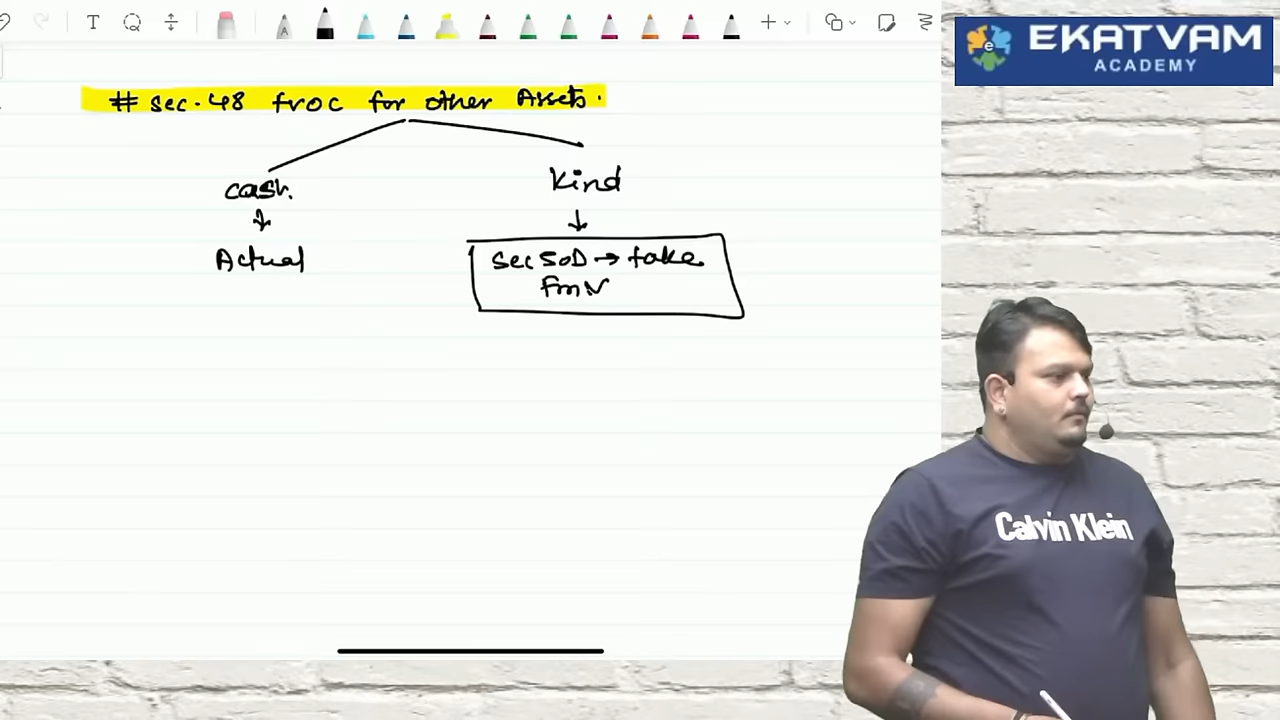 T
A
EKATVAM
ACADEMY
# sec.48 fvoc for other Assets.
cash.
Kind
Actual
Sec 50D → take
FMV
Calvin Klein